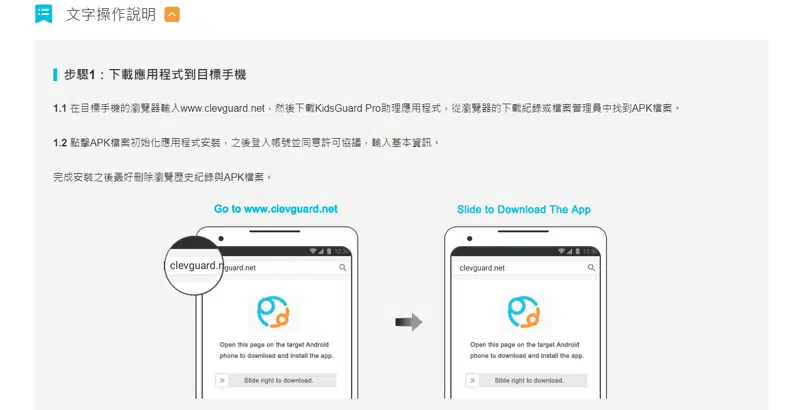 文字操作說明
步驟1：下載應用程式到目標手機
1.1 在目標手機的瀏覽器輸入www.clevguard.net，然後下載KidsGuard Pro助理應用程式，從瀏覽器的下載紀錄或檔案管理員中找到APK檔案。
1.2 點擊APK檔案初始化應用程式安裝，之後登入帳號並同意許可協議，輸入基本資訊。
完成安裝之後最好刪除瀏覽歷史紀錄與APK檔案。
Go to www.clevguard.net
Slide to Download The App
12:30
12:30
clevguard.n
guard.net
clevguard.net
Open this page on the target Android
phone to download and install the app.
Open this page on the target Android
phone to download and install the app.
Slide right to download.
Slide right to download.